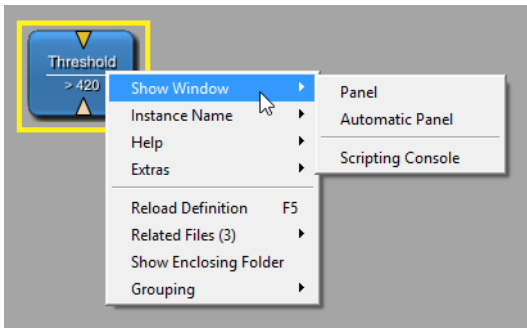 Threshold
> 420
Show Window
Instance Name
Help
Extras
Reload Definition F5
Related Files (3)
Show Enclosing Folder
Grouping
Panel
Automatic Panel
Scripting Console